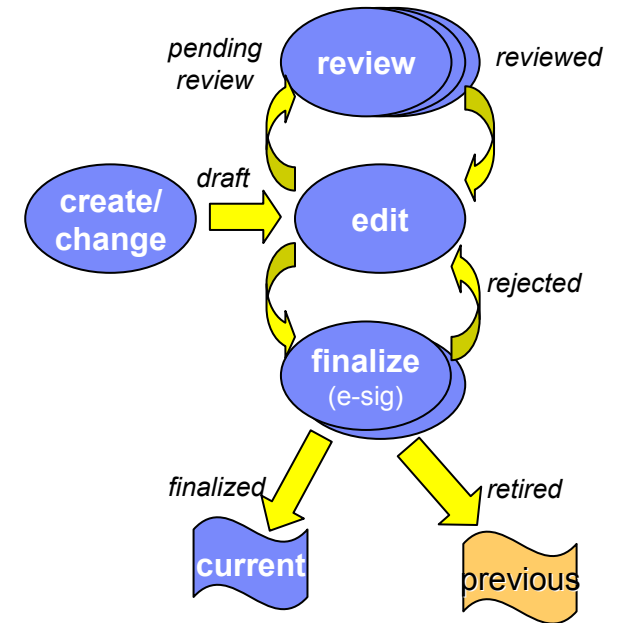 pending
review
review
reviewed
draft
create/
change
edit
rejected
finalize
(e-sig)
finalized
retired
current
previous